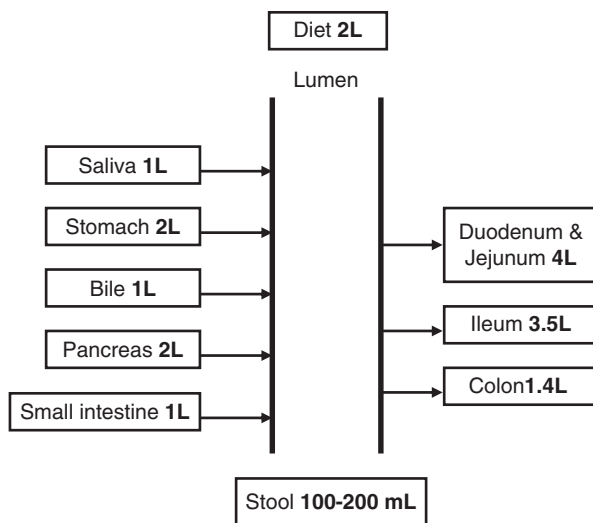 Diet 2L
Lumen
Saliva 1L
Stomach 2L
Bile 1L
Pancreas 2L
Small intestine 1L
Duodenum &
Jejunum 4L
Ileum 3.5L
Colon1.4L
Stool 100-200 mL